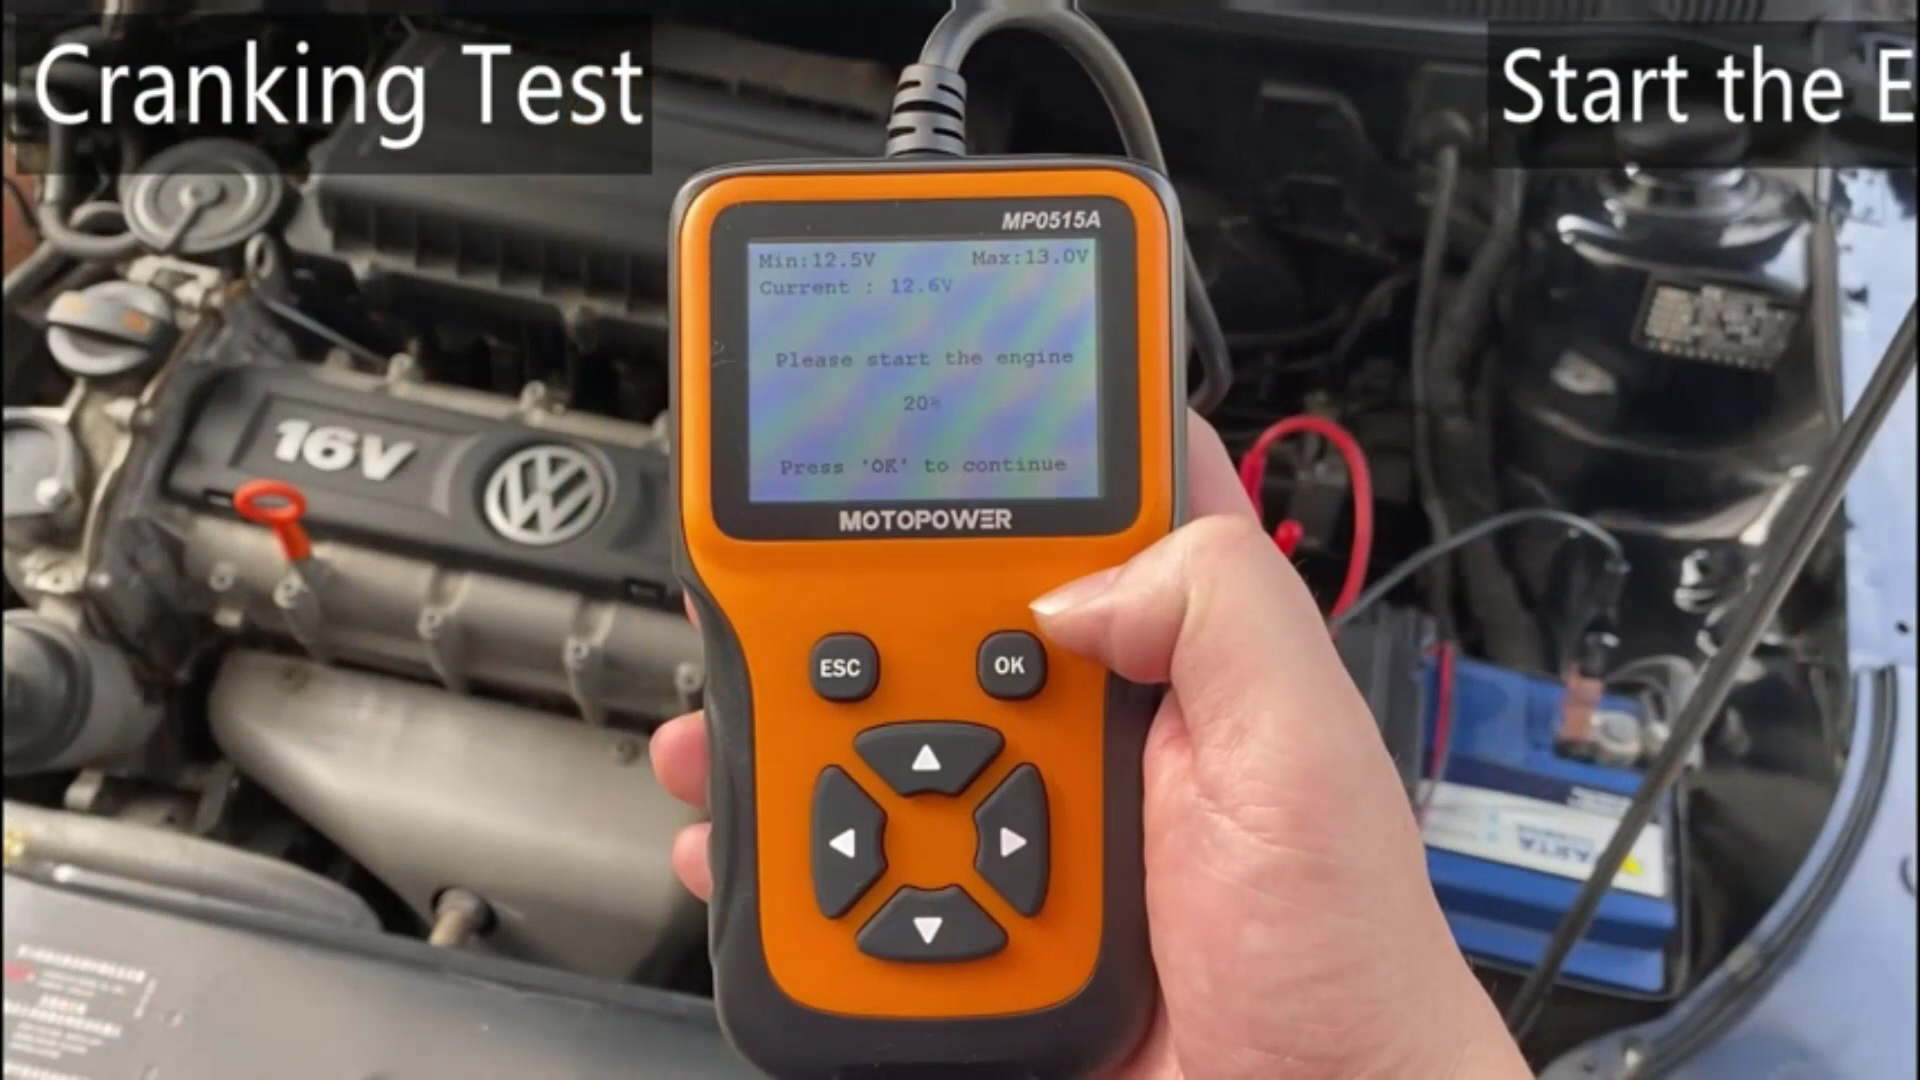 Cranking Test
Start the E
MP0515A
Min:12.5V Max:13.0V
Current : 12.6V
Please start the engine
20%
Press 'OK' to continue
MOTOPOWER
16V
ESC
OK